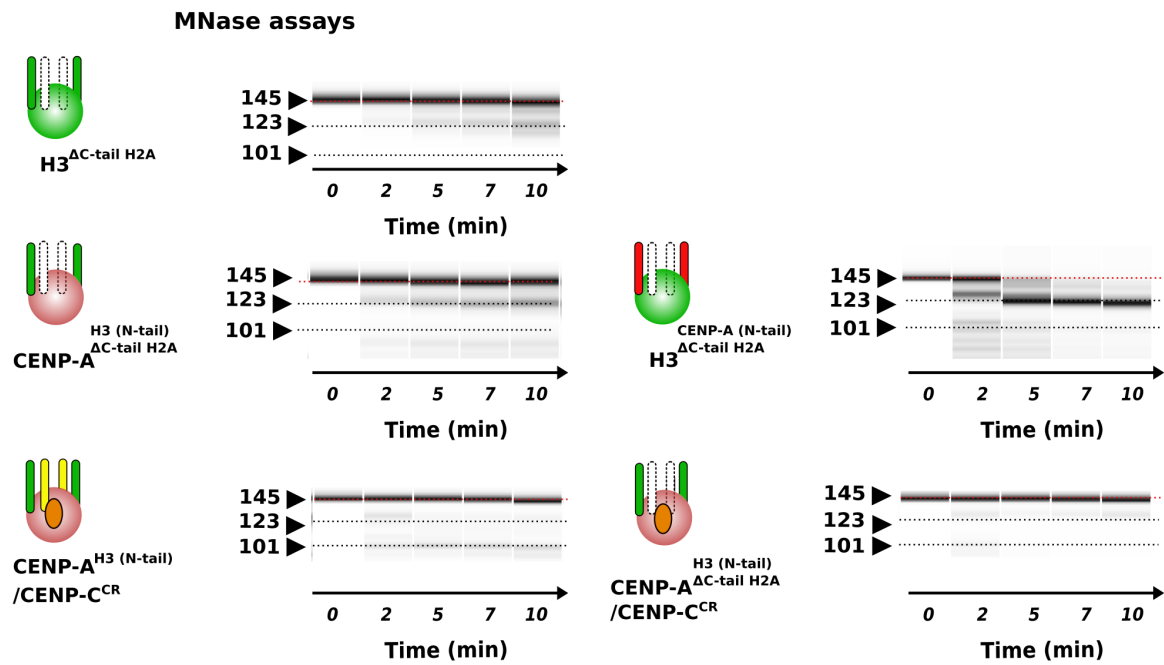 MNase assays
145
123
101
H3 ΔC-tail H2A
0 2 5 7 10
Time (min)
145
123
101
H3 (N-tail)
CENP-A ΔC-tail H2A
0 2 5 7 10
Time (min)
145
123
101
CENP-A (N-tail)
ΔC-tail H2A
H3
0 2 5 7 10
Time (min)
145
123
101
CENP-A H3 (N-tail)
/CENP-C CR
0 2 5 7 10
Time (min)
145
123
101
H3 (N-tail)
CENP-A ΔC-tail H2A
/CENP-C CR
0 2 5 7 10
Time (min)